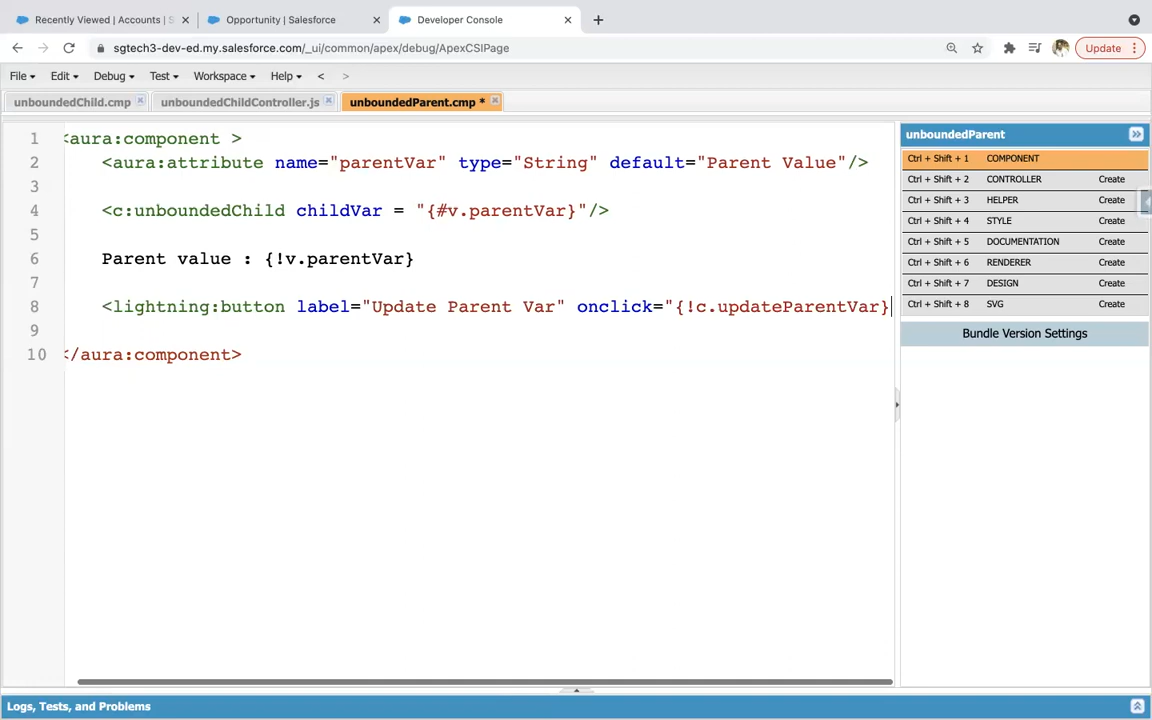 Recently Viewed | Accounts | S
Opportunity | Salesforce
Developer Console
sgtech3-dev-ed.my.salesforce.com/_ui/common/apex/debug/ApexCSIPage
Update
File Edit Debug Test Workspace Help < >
unboundedChild.cmp
unboundedChildController.js
unboundedParent.cmp *
1 <aura:component >
2 <aura:attribute name="parentVar" type="String" default="Parent Value"/>
3
4 <c:unboundedChild childVar = "{#v.parentVar}"/>
5
6 Parent value : {!v.parentVar}
7
8 <lightning:button label="Update Parent Var" onclick="{!c.updateParentVar}
9
10 </aura:component>
unboundedParent
Ctrl + Shift + 1 COMPONENT
Ctrl + Shift + 2 CONTROLLER Create
Ctrl + Shift + 3 HELPER Create
Ctrl + Shift + 4 STYLE Create
Ctrl + Shift + 5 DOCUMENTATION Create
Ctrl + Shift + 6 RENDERER Create
Ctrl + Shift + 7 DESIGN Create
Ctrl + Shift + 8 SVG Create
Bundle Version Settings
Logs, Tests, and Problems